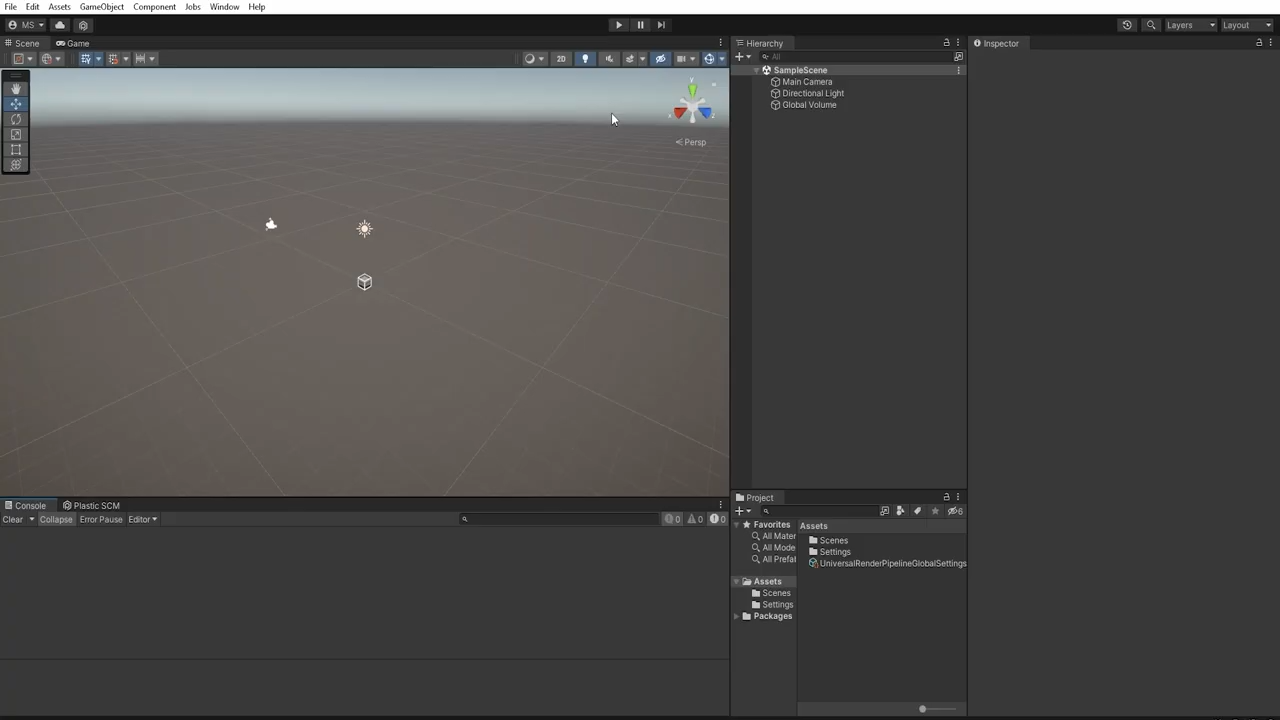 File Edit Assets GameObject Component Jobs Window Help
MS Layers Layout
Scene Game Hierarchy Inspector
2D All
SampleScene
Main Camera
Directional Light
Global Volume
y
x z
Persp
Console Plastic SCM Project
Clear Collapse Error Pause Editor 0 0 0 6
Favorites Assets
All Mater
All Mode
All Prefal
Scenes
Settings
UniversalRenderPipelineGlobalSettings
Assets
Scenes
Settings
Packages